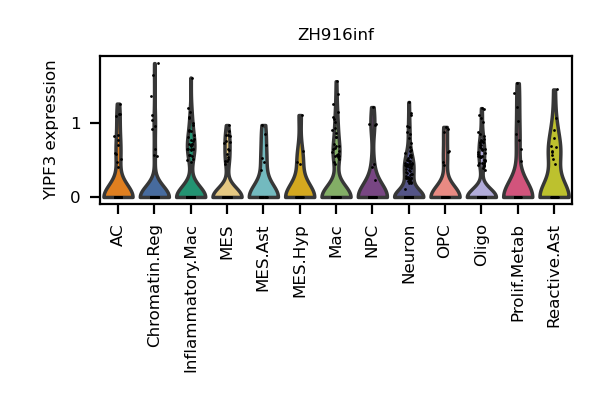 ZH916inf
YIPF3 expression
1
0
AC
Chromatin.Reg
Inflammatory.Mac
MES
MES.Ast
MES.Hyp
Mac
NPC
Neuron
OPC
Oligo
Prolif.Metab
Reactive.Ast